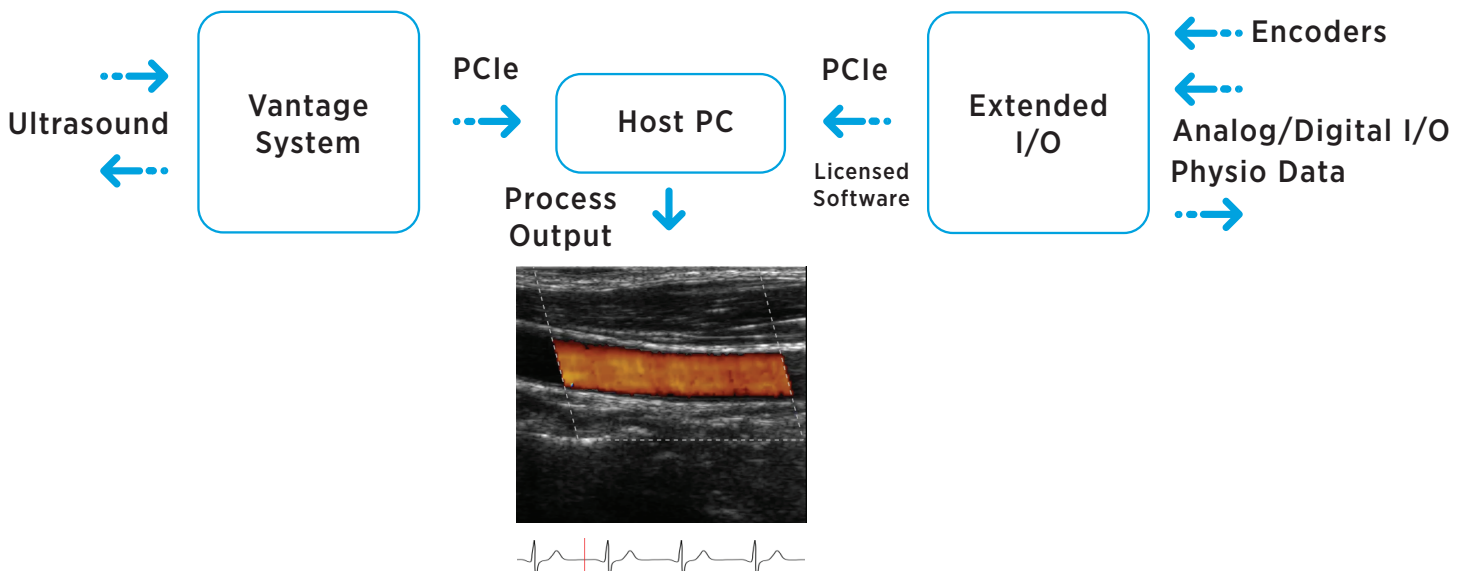 Ultrasound
Vantage
System
PCIe
Host PC
PCIe
Licensed
Software
Extended
I/O
Encoders
Analog/Digital I/O
Physio Data
Process
Output